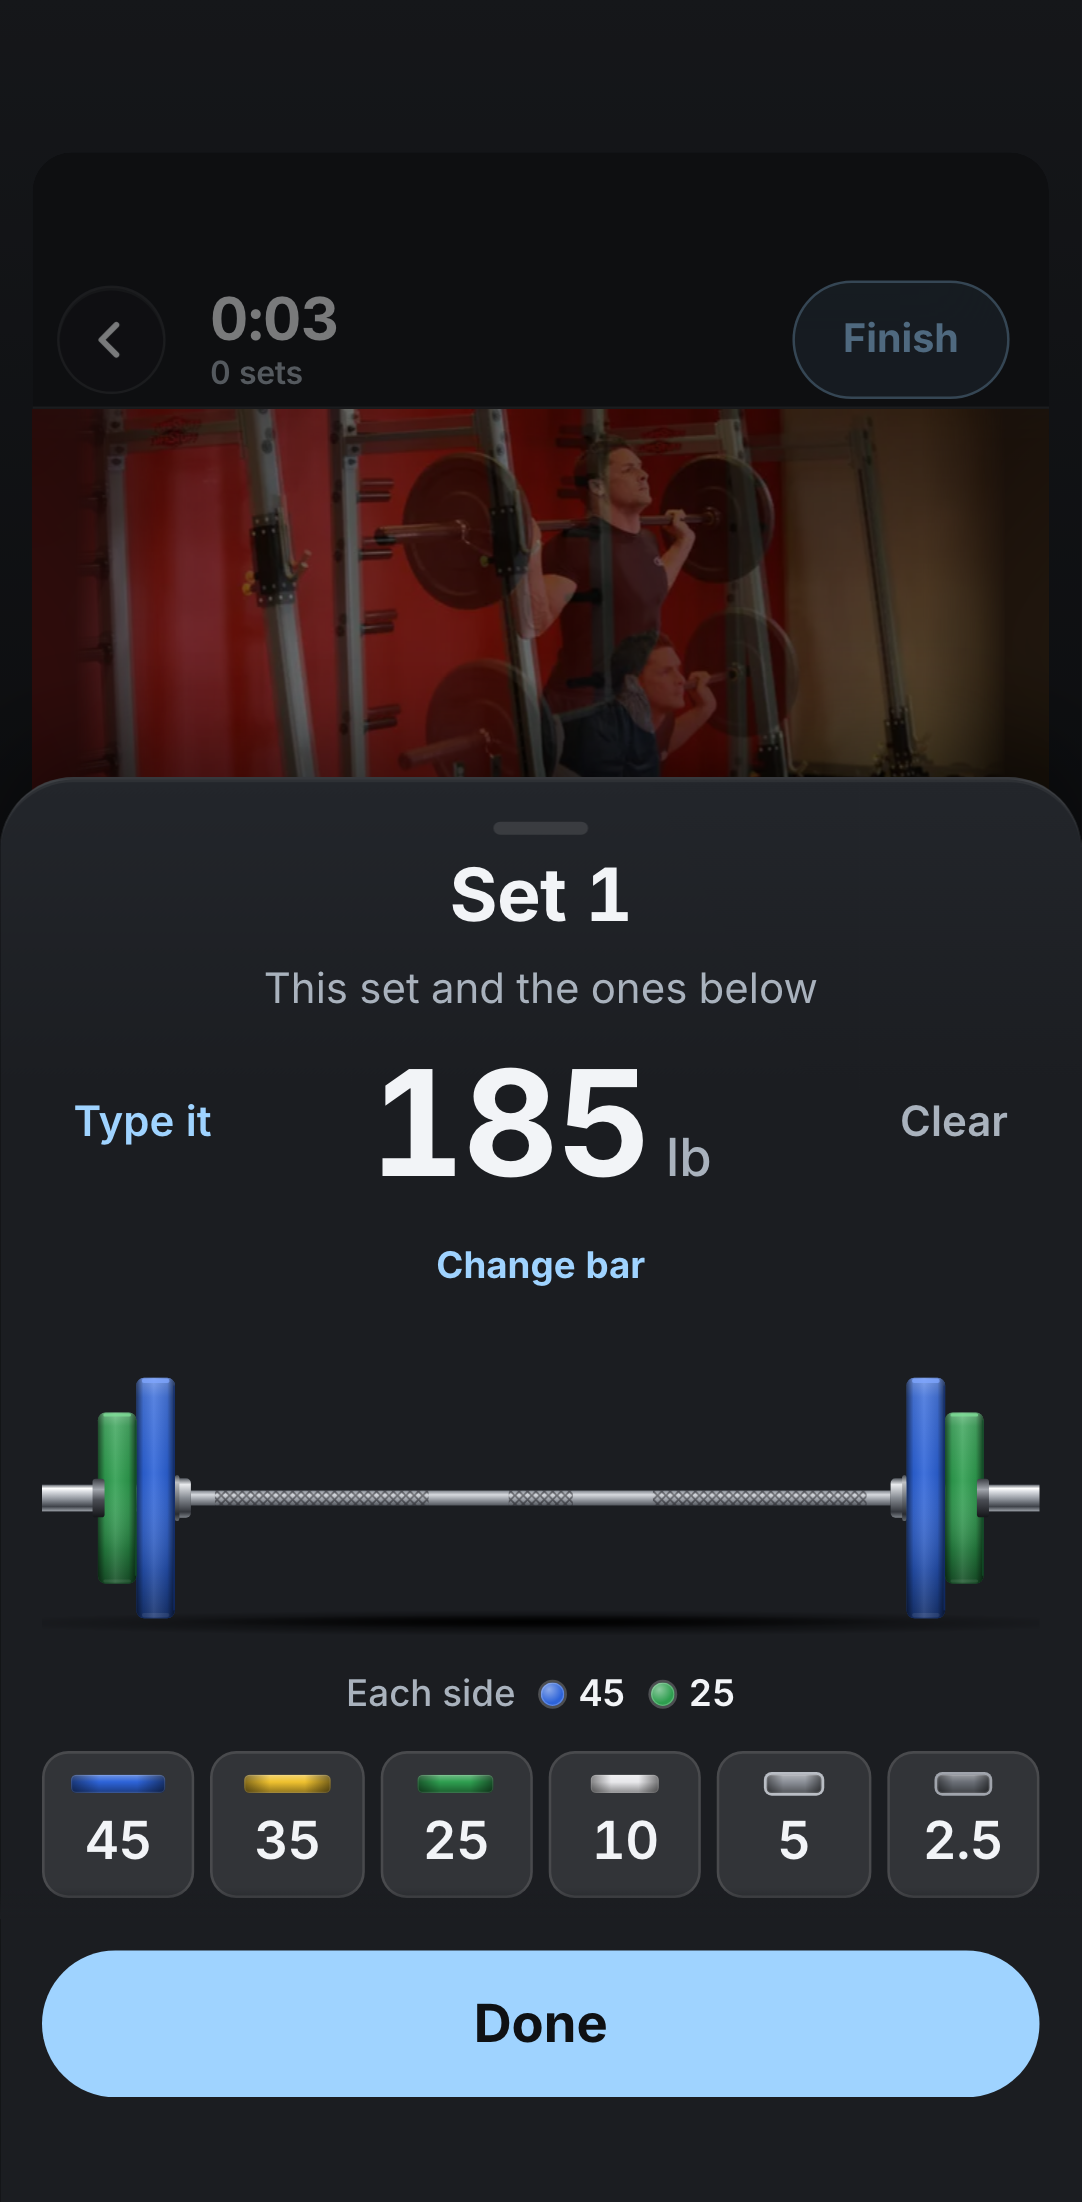 0:03
0 sets
Finish
Set 1
This set and the ones below
Type it
185 lb
Clear
Change bar
Each side 45 25
45 35 25 10 5 2.5
Done